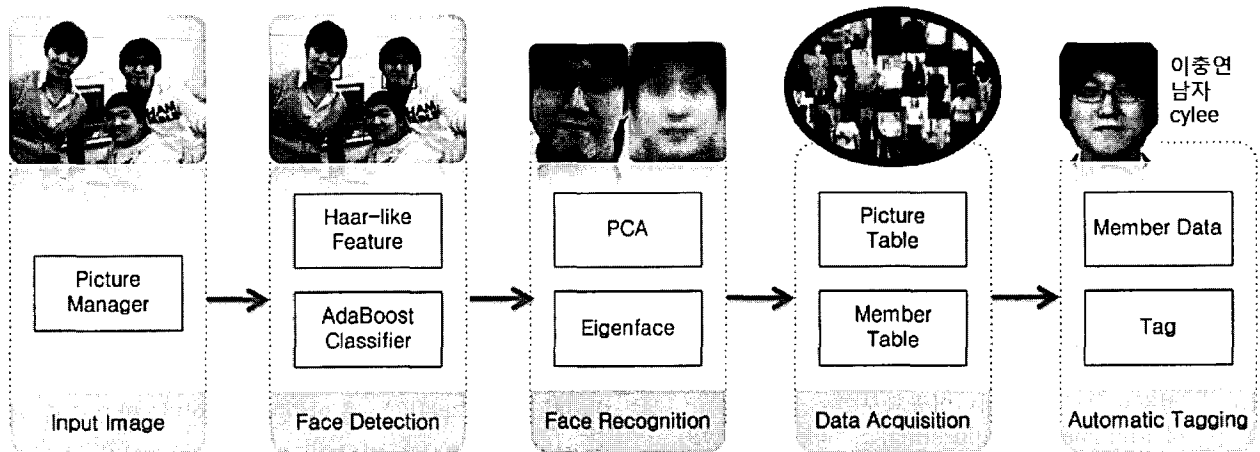 이충연
남자
cylee
Picture
Manager
Haar-like
Feature
AdaBoost
Classifier
PCA
Eigenface
Picture
Table
Member
Table
Member Data
Tag
Input Image
Face Detection
Face Recognition
Data Acquisition
Automatic Tagging